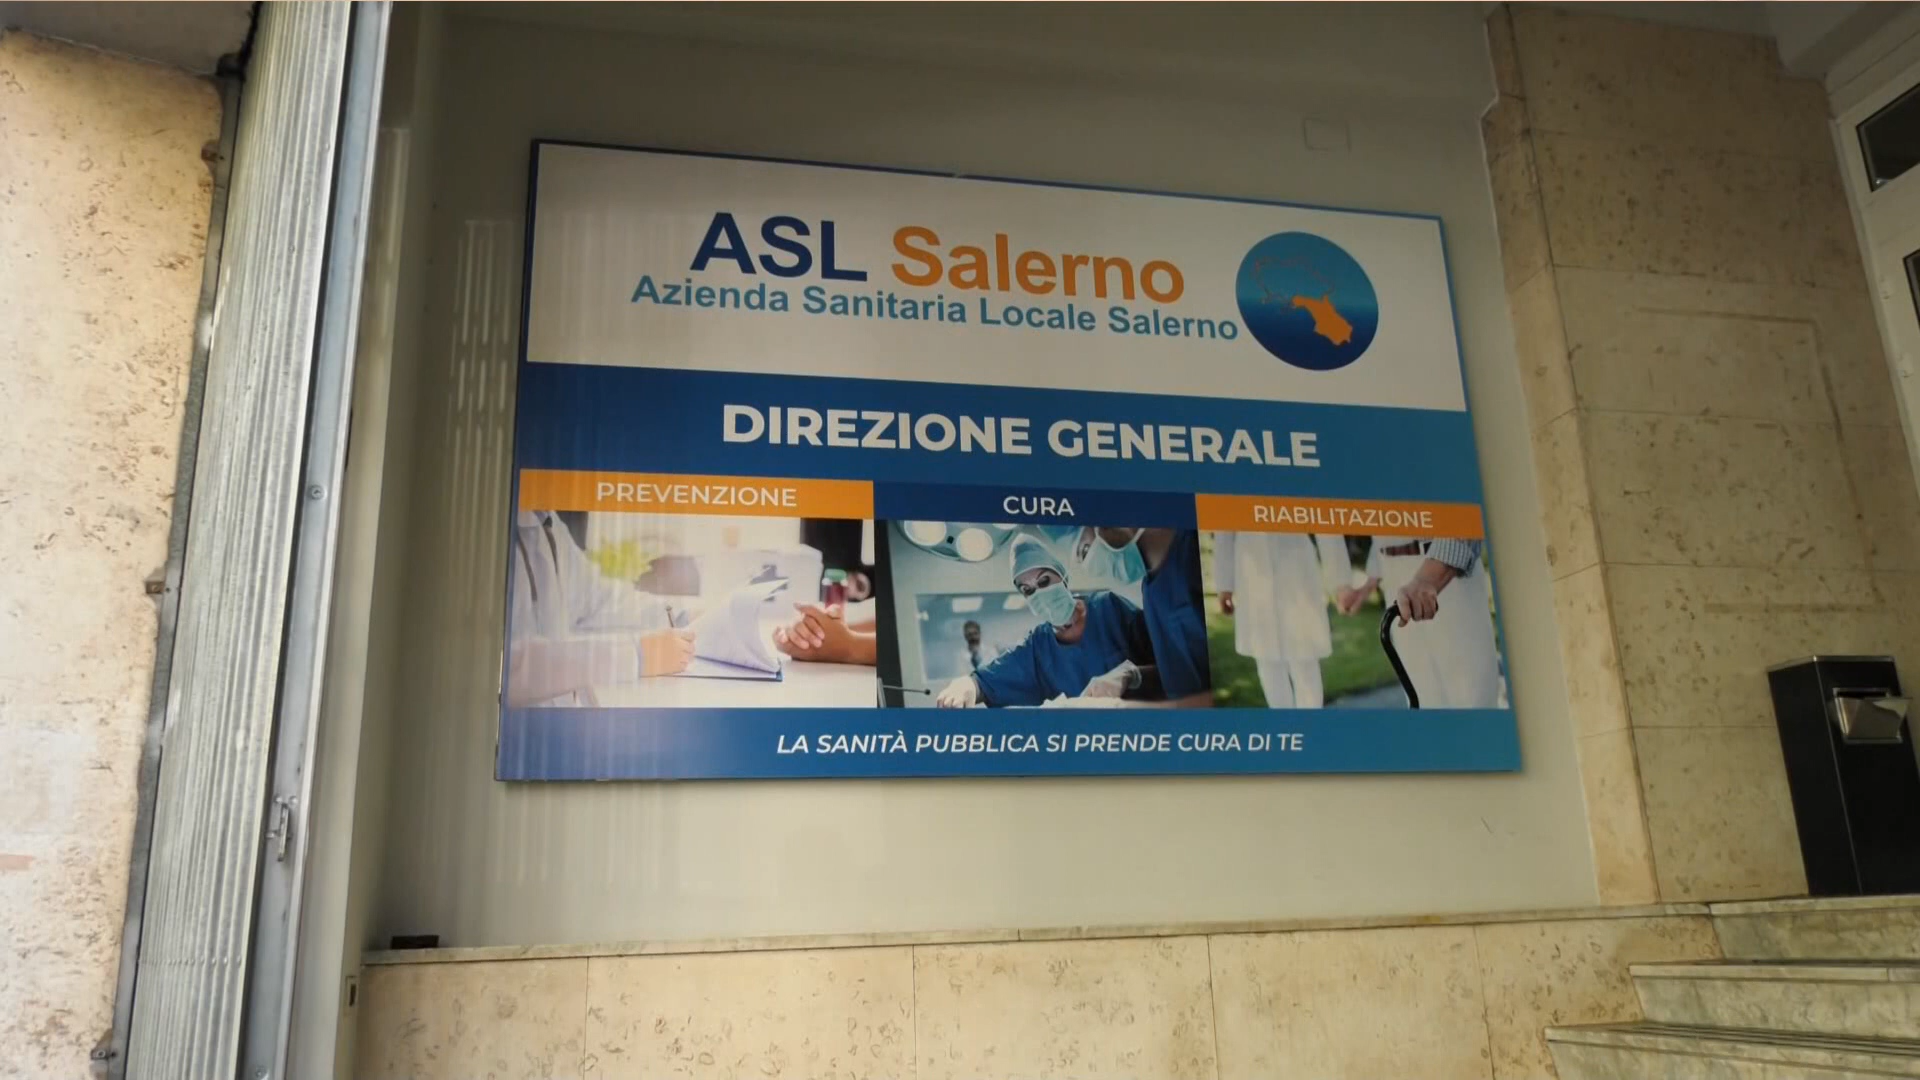 ASL Salerno
Azienda Sanitaria Locale Salerno
DIREZIONE GENERALE
PREVENZIONE
CURA
RIABILITAZIONE
LA SANITÀ PUBBLICA SI PRENDE CURA DI TE